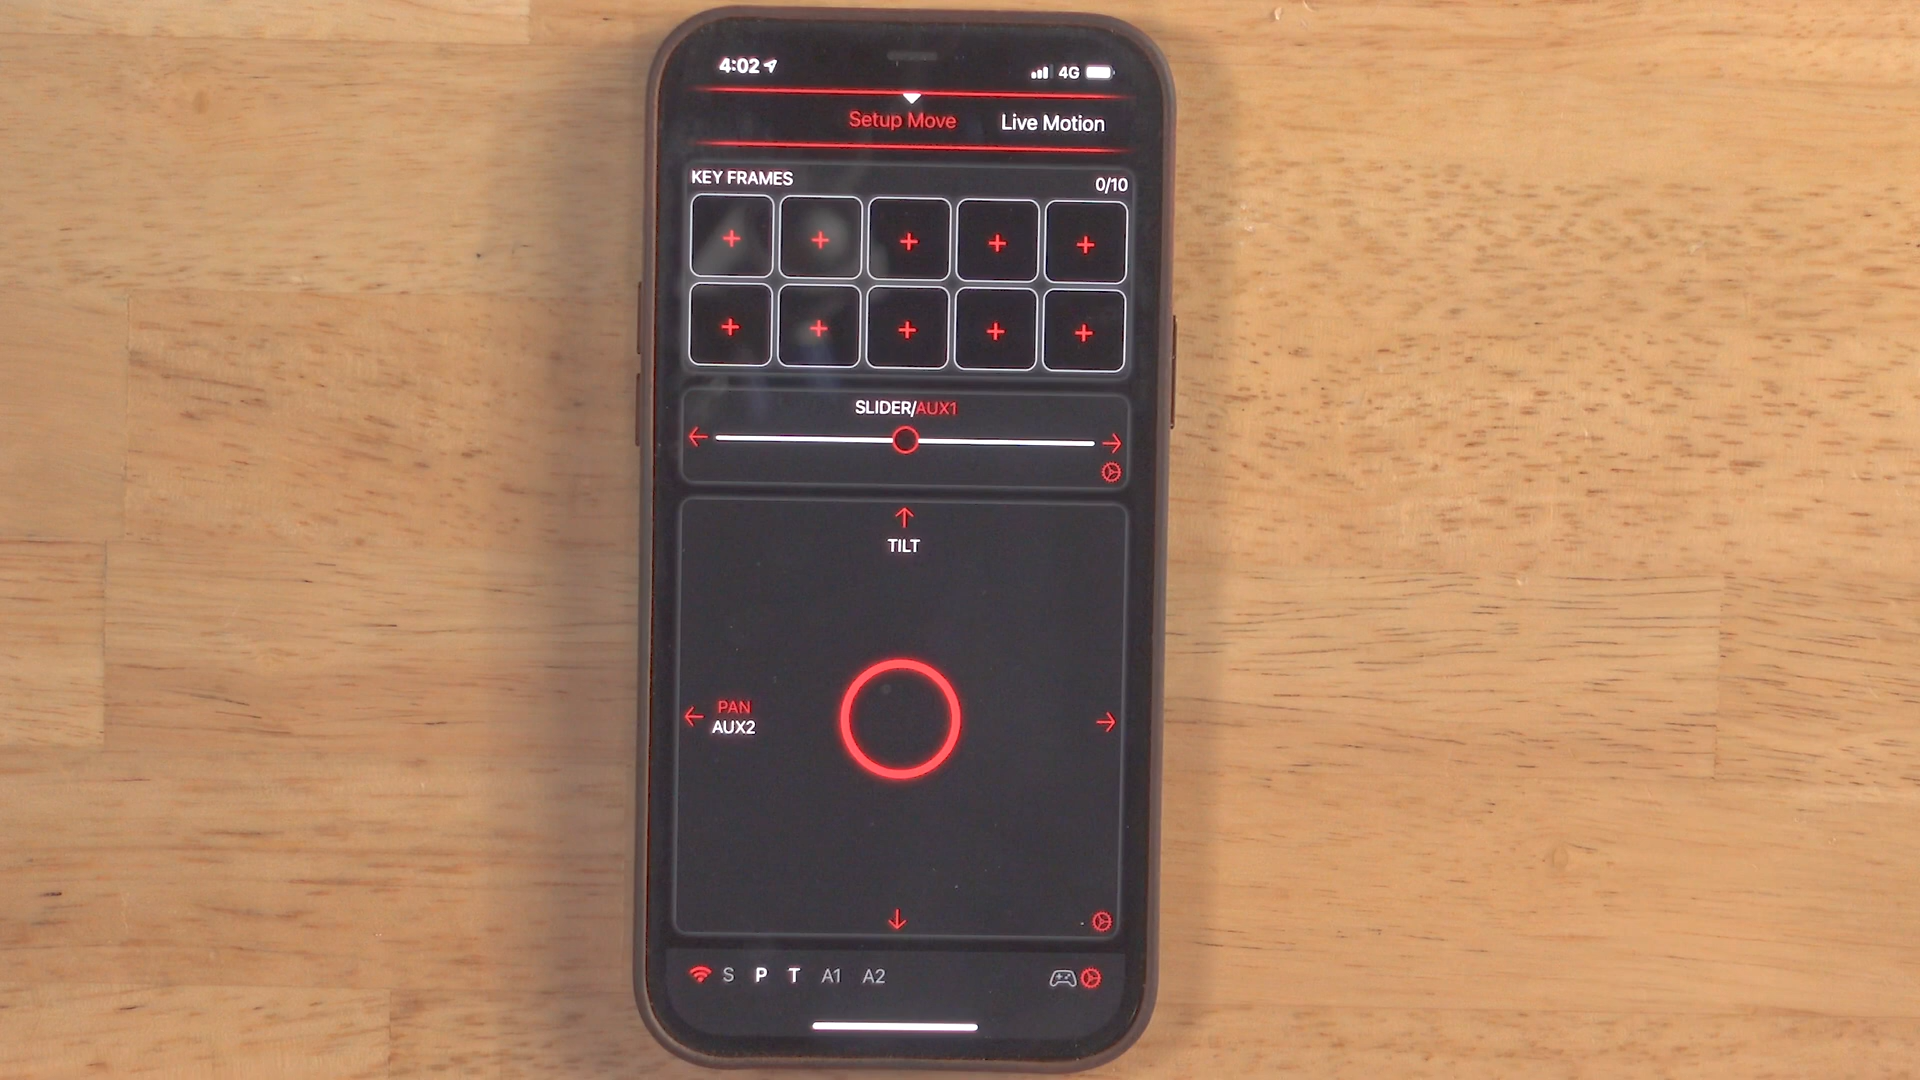 4:02 4G
Setup Move Live Motion
KEY FRAMES 0/10
SLIDER/AUX1
TILT
PAN
AUX2
S P T A1 A2